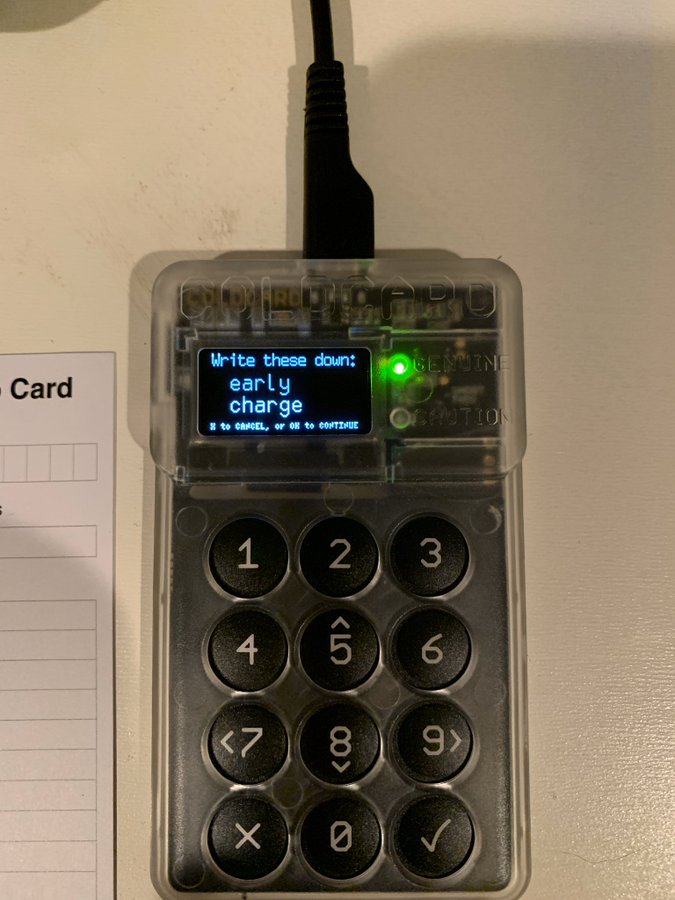 COLDCARD
Write these down:
early
charge
X to CANCEL, or OK to CONTINUE
GENUINE
CAUTION
Card
s
1 2 3
4 5 6
<7 8 9>
X 0 ✓